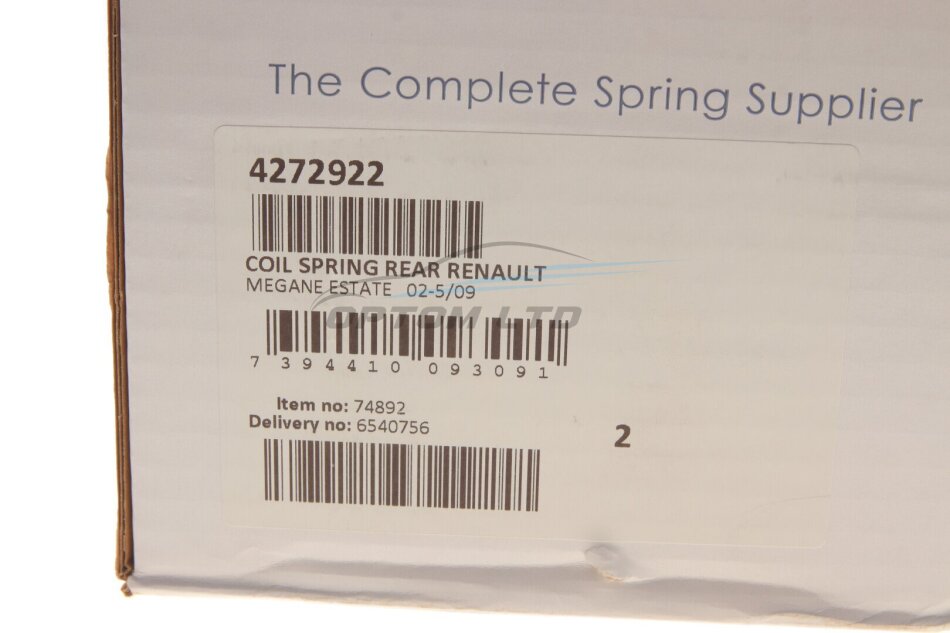 The Complete Spring Supplier
4272922
COIL SPRING REAR RENAULT
MEGANE ESTATE 02-5/09
OPTOM LTD
7 394410 093091
Item no: 74892
Delivery no: 6540756
2